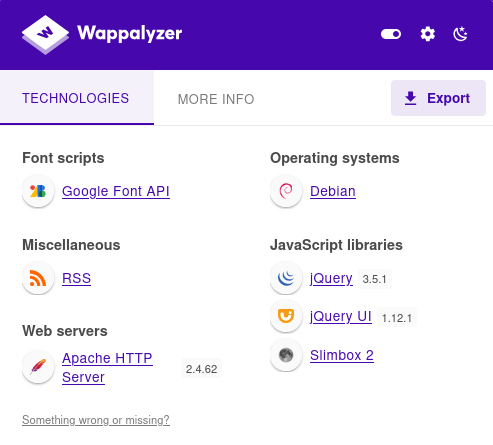 Wappalyzer
TECHNOLOGIES
MORE INFO
Export
Font scripts
Google Font API
Miscellaneous
RSS
Web servers
Apache HTTP
Server
2.4.62
Operating systems
Debian
JavaScript libraries
jQuery 3.5.1
jQuery UI 1.12.1
Slimbox 2
Something wrong or missing?